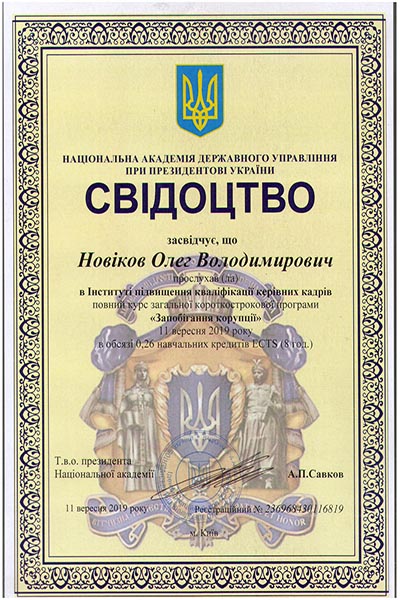 НАЦІОНАЛЬНА АКАДЕМІЯ ДЕРЖАВНОГО УПРАВЛІННЯ
ПРИ ПРЕЗИДЕНТОВІ УКРАЇНИ
СВІДОЦТВО
засвідчує, що
Новіков Олег Володимирович
прослухав (ла)
в Інституті підвищення кваліфікації керівних кадрів
повний курс загальної короткострокової програми
«Запобігання корупції»
11 вересня 2019 року
в обсязі 0,26 навчальних кредитів ECTS (8 год.)
Т.в.о. президента
Національної академії
А.П.Савков
11 вересня 2019 року
Реєстраційний № 236968430116819
м. Київ
HONOR